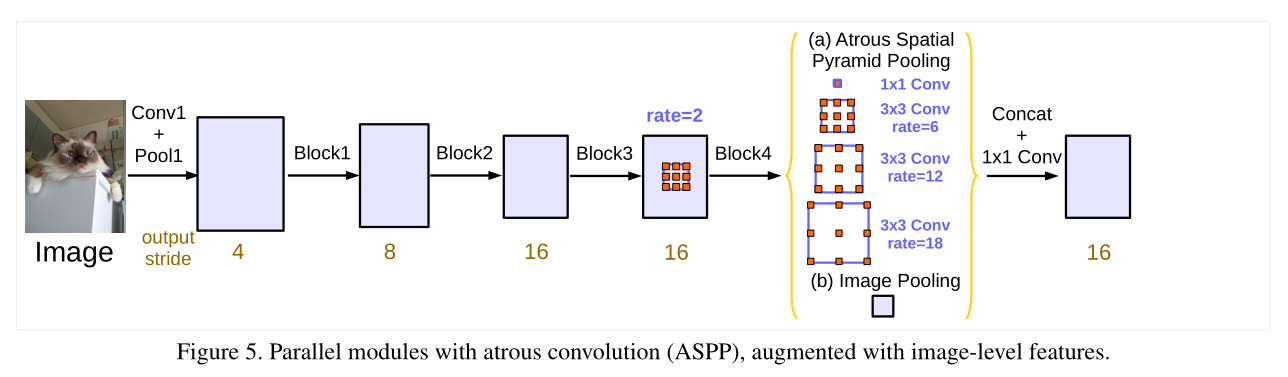 (a) Atrous Spatial
Pyramid Pooling
1x1 Conv
3x3 Conv
rate=6
3x3 Conv
rate=12
3x3 Conv
rate=18
(b) Image Pooling
rate=2
Conv1
+
Pool1
Block1
Block2
Block3
Block4
Concat
+
1x1 Conv
Image
output
stride
4
8
16
16
16
Figure 5. Parallel modules with atrous convolution (ASPP), augmented with image-level features.